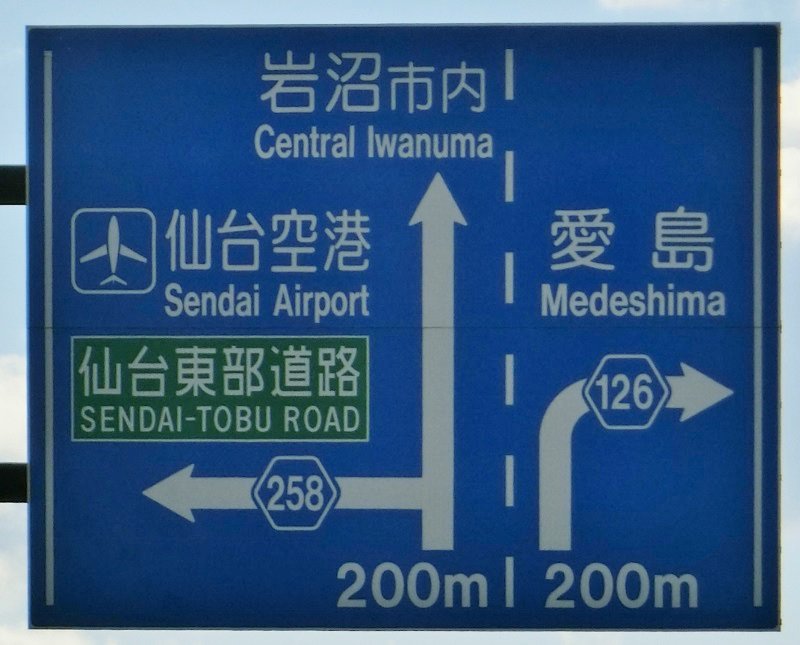 岩沼市内
Central Iwanuma
仙台空港
Sendai Airport
仙台東部道路
SENDAI-TOBU ROAD
258
200m
愛島
Medeshima
126
200m